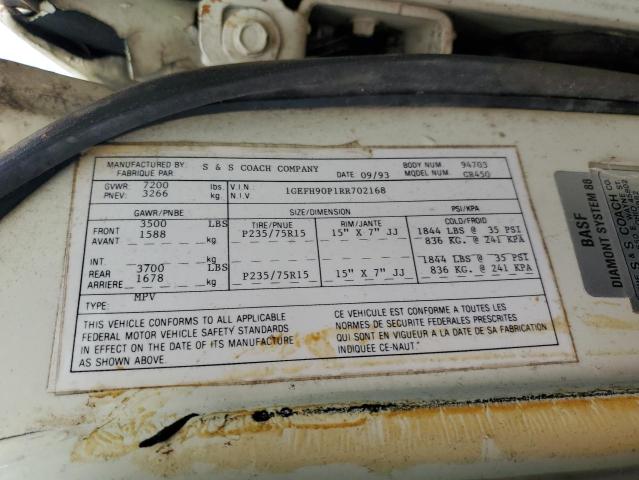 MANUFACTURED BY FABRIQUE PAR S & S COACH COMPANY DATE 09/93 BODY NUM. 94703 MODEL NUM. CR450
GVWR: 7200 lbs. V.I.N. 1GEFH90P1RR702168
PNEV: 3266 kg. N.I.V.
GAWR/PNBE SIZE/DIMENSION PSI/KPA
FRONT 3500 LBS TIRE/PNUE RIM/JANTE COLD/FROID
AVANT 1588 kg P235/75R15 15" X 7" JJ 1844 LBS @ 35 PSI
836 KG. @ 241 KPA
INT. kg
REAR 3700 LBS 1844 LBS @ 35 PSI
ARRIERE 1678 kg P235/75R15 15" X 7" JJ 836 KG. @ 241 KPA
TYPE: MPV
THIS VEHICLE CONFORMS TO ALL APPLICABLE
FEDERAL MOTOR VEHICLE SAFETY STANDARDS
IN EFFECT ON THE DATE OF ITS MANUFACTURE
AS SHOWN ABOVE.
CE VEHICULE EST CONFORME A TOUTES LES
NORMES DE SECURITE FEDERALES PRESCRITES
QUI SONT EN VIGUEUR A LA DATE DE SA FABRICATION
INDIQUEE CE-NAUT.
BASF
DIAMONT SYSTEM 88
S & S COACH CO.